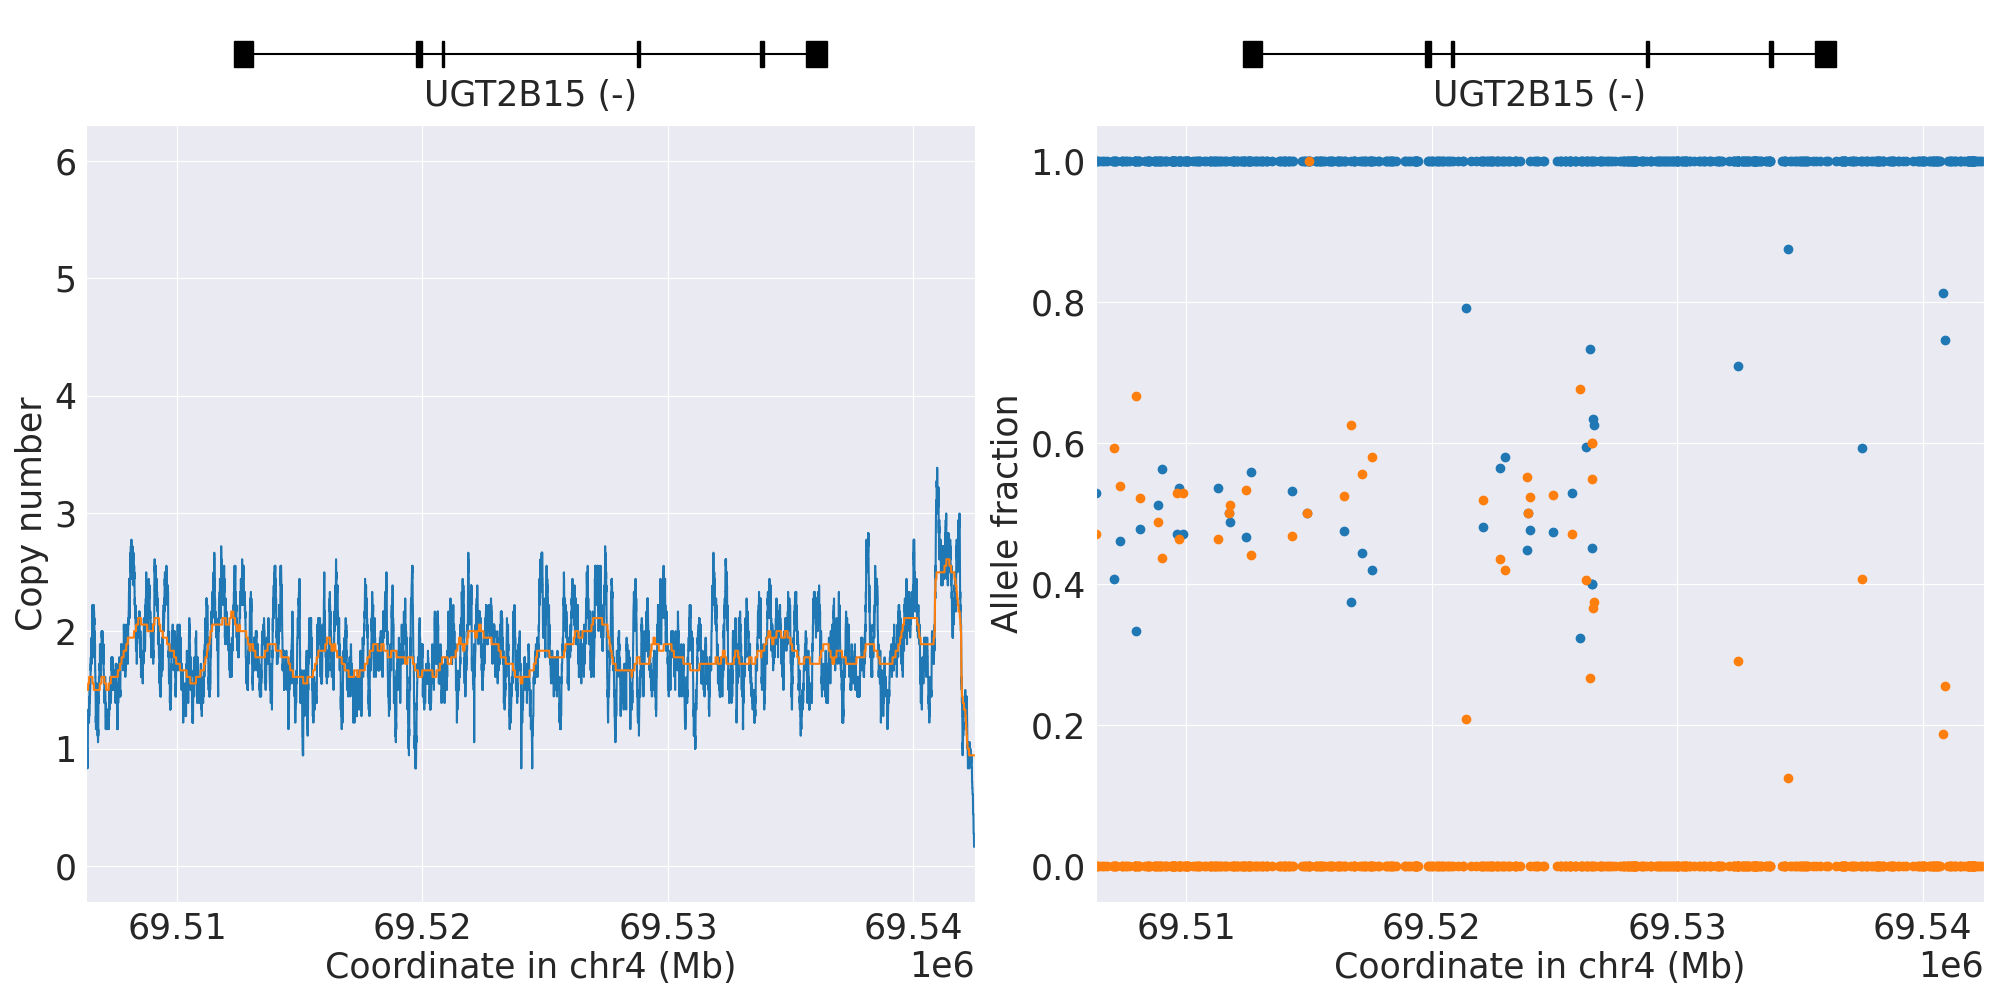 UGT2B15 (-)
6
5
4
3
2
1
0
Copy number
69.51 69.52 69.53 69.54
Coordinate in chr4 (Mb)
1e6
UGT2B15 (-)
1.0
0.8
0.6
0.4
0.2
0.0
Allele fraction
69.51 69.52 69.53 69.54
Coordinate in chr4 (Mb)
1e6